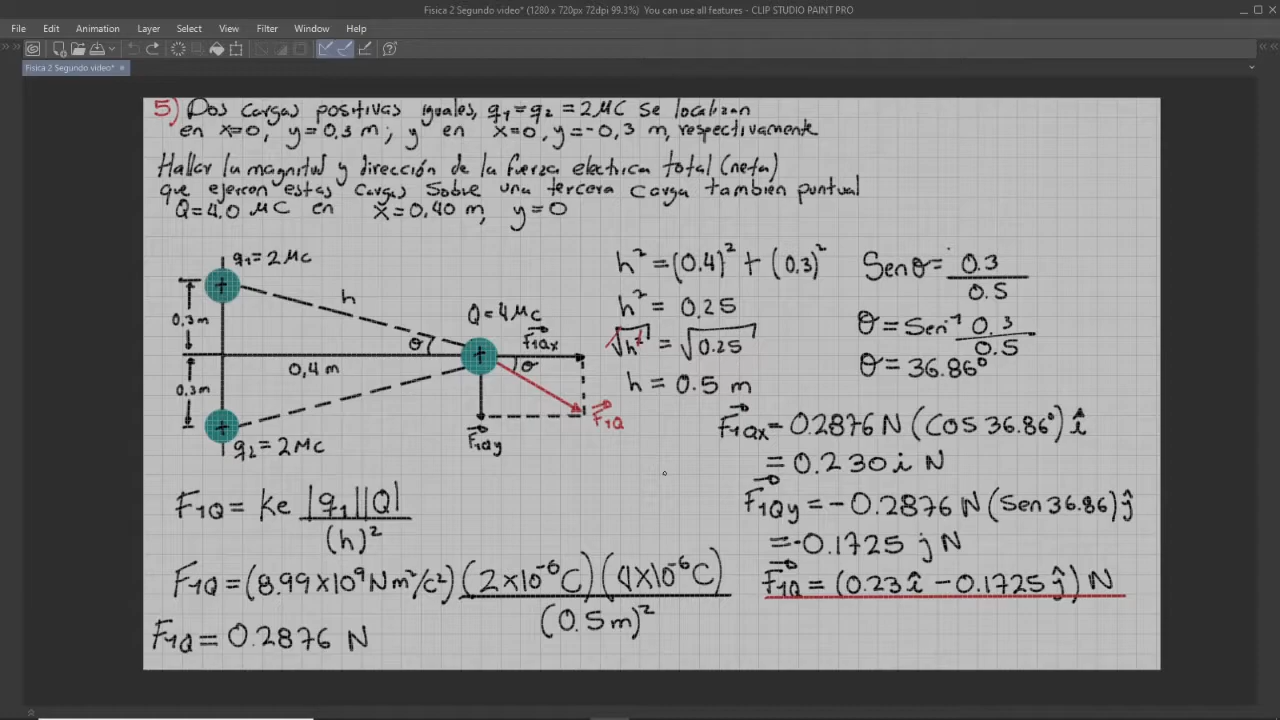 Fisica 2 Segundo video* (1280 x 720px 72dpi 99.3%) You can use all features - CLIP STUDIO PAINT PRO
File Edit Animation Layer Select View Filter Window Help
Fisica 2 Segundo video*
5) Dos cargas positivas iguales, q1=q2 = 2 μC se localizan
en x=0, y=0,3 m; y en x=0, y=-0,3 m, respectivamente
Hallar la magnitud y dirección de la fuerza electrica total (neta)
que ejercen estas cargas sobre una tercera carga también puntual
Q=4.0 μC en x=0,40 m, y=0
q1=2μc
0,3m
0,3m
h
θ
0,4 m
Q=4μc
F1Qx
θ
F1Q
F1Qy
q2=2μc
h² =(0.4)² + (0.3)²
h² = 0,25
√h² = √0.25
h = 0.5 m
Senθ= 0.3/0.5
θ= Sen⁻¹ 0.3/0.5
θ= 36.86°
F1Q = ke |q1||Q|/(h)²
F1Q =(8.99x10⁹Nm²/c²) (2x10⁻⁶C)(4x10⁻⁶C)/(0.5m)²
F1Q = 0.2876 N
F1Qx= 0.2876 N (Cos 36.86°) î
= 0.230 i N
F1Qy =-0.2876 N (Sen 36.86) ĵ
=-0.1725 j N
F1Q = (0.23 î - 0.1725 ĵ) N